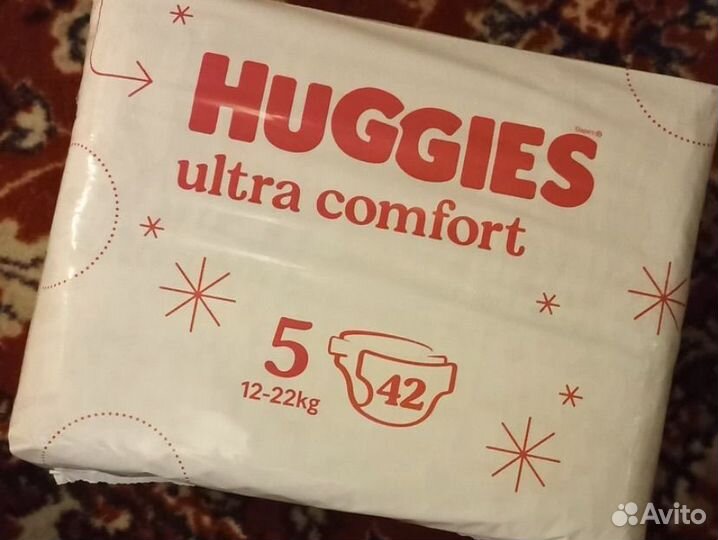 HUGGIES
ultra comfort
5
12-22kg
42
Avito